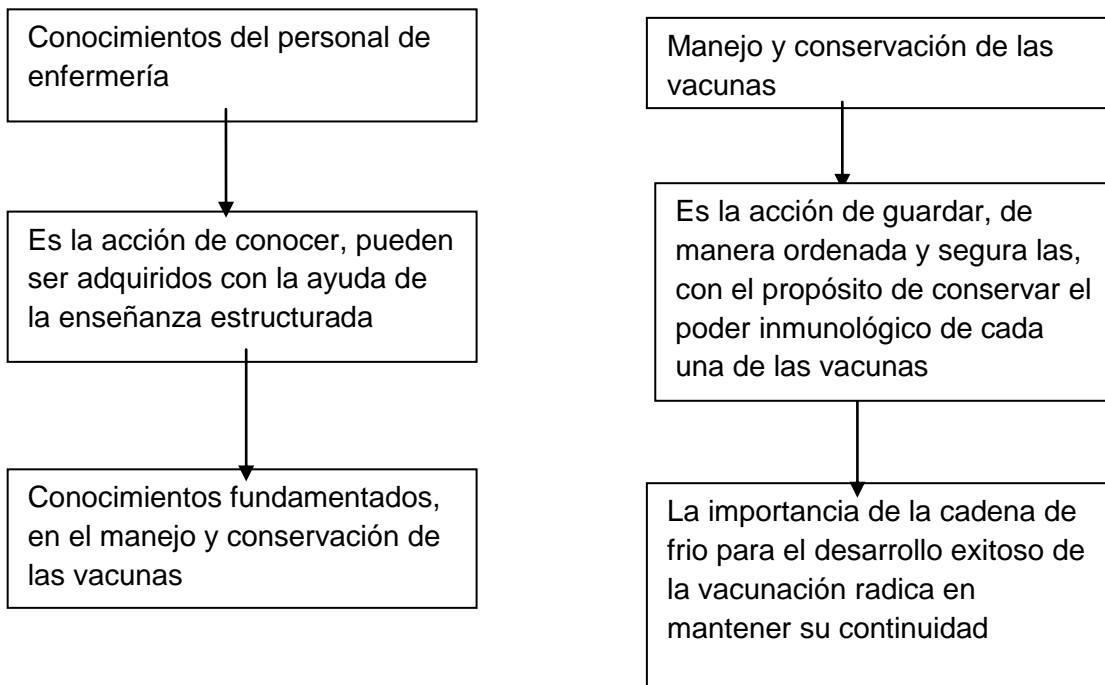 Conocimientos del personal de
enfermería
Es la acción de conocer, pueden
ser adquiridos con la ayuda de
la enseñanza estructurada
Conocimientos fundamentados,
en el manejo y conservación de
las vacunas
Manejo y conservación de las
vacunas
Es la acción de guardar, de
manera ordenada y segura las,
con el propósito de conservar el
poder inmunológico de cada
una de las vacunas
La importancia de la cadena de
frio para el desarrollo exitoso de
la vacunación radica en
mantener su continuidad